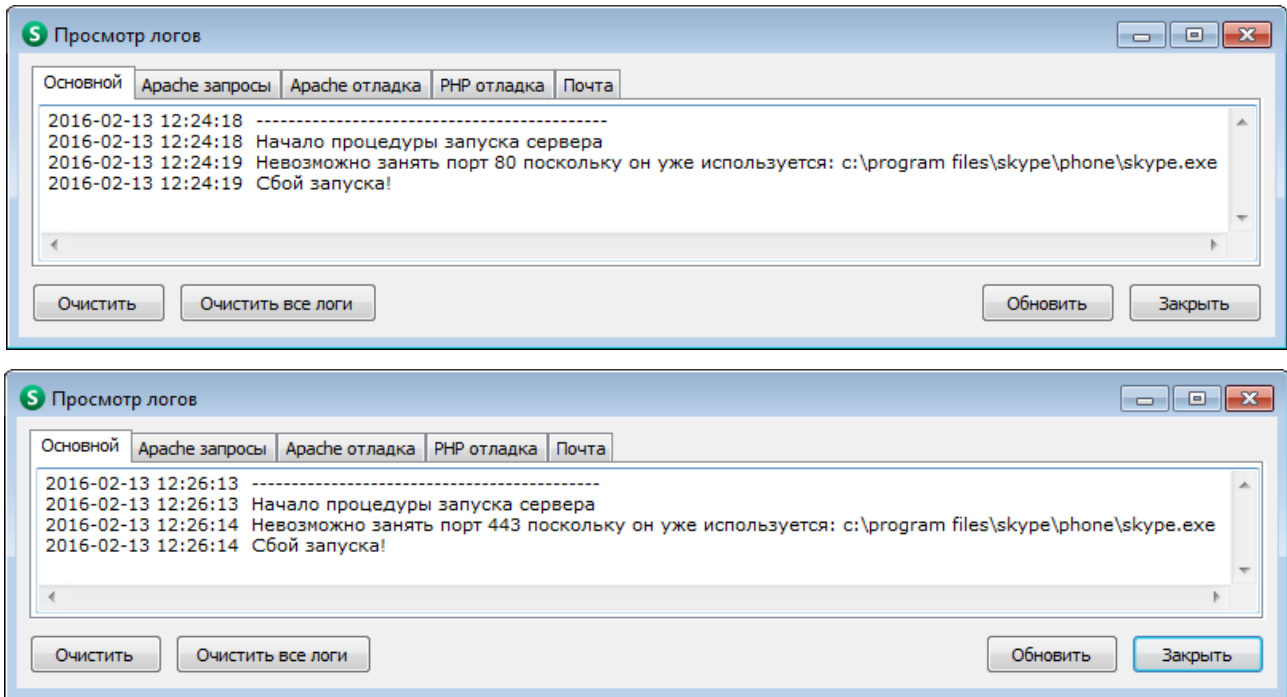 S Просмотр логов
Основной Apache запросы Apache отладка PHP отладка Почта
2016-02-13 12:24:18 --------------------------------------------
2016-02-13 12:24:18 Начало процедуры запуска сервера
2016-02-13 12:24:19 Невозможно занять порт 80 поскольку он уже используется: c:\program files\skype\phone\skype.exe
2016-02-13 12:24:19 Сбой запуска!
Очистить Очистить все логи Обновить Закрыть
S Просмотр логов
Основной Apache запросы Apache отладка PHP отладка Почта
2016-02-13 12:26:13 --------------------------------------------
2016-02-13 12:26:13 Начало процедуры запуска сервера
2016-02-13 12:26:14 Невозможно занять порт 443 поскольку он уже используется: c:\program files\skype\phone\skype.exe
2016-02-13 12:26:14 Сбой запуска!
Очистить Очистить все логи Обновить Закрыть